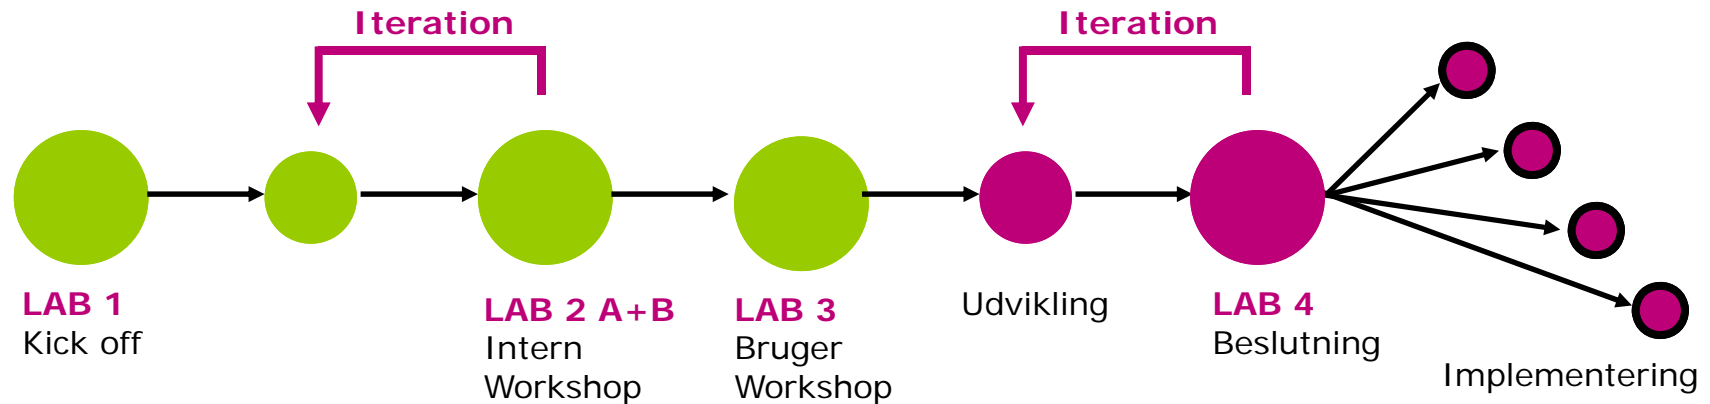 Iteration
Iteration
LAB 1
Kick off
LAB 2 A+B
Intern
Workshop
LAB 3
Bruger
Workshop
Udvikling
LAB 4
Beslutning
Implementering